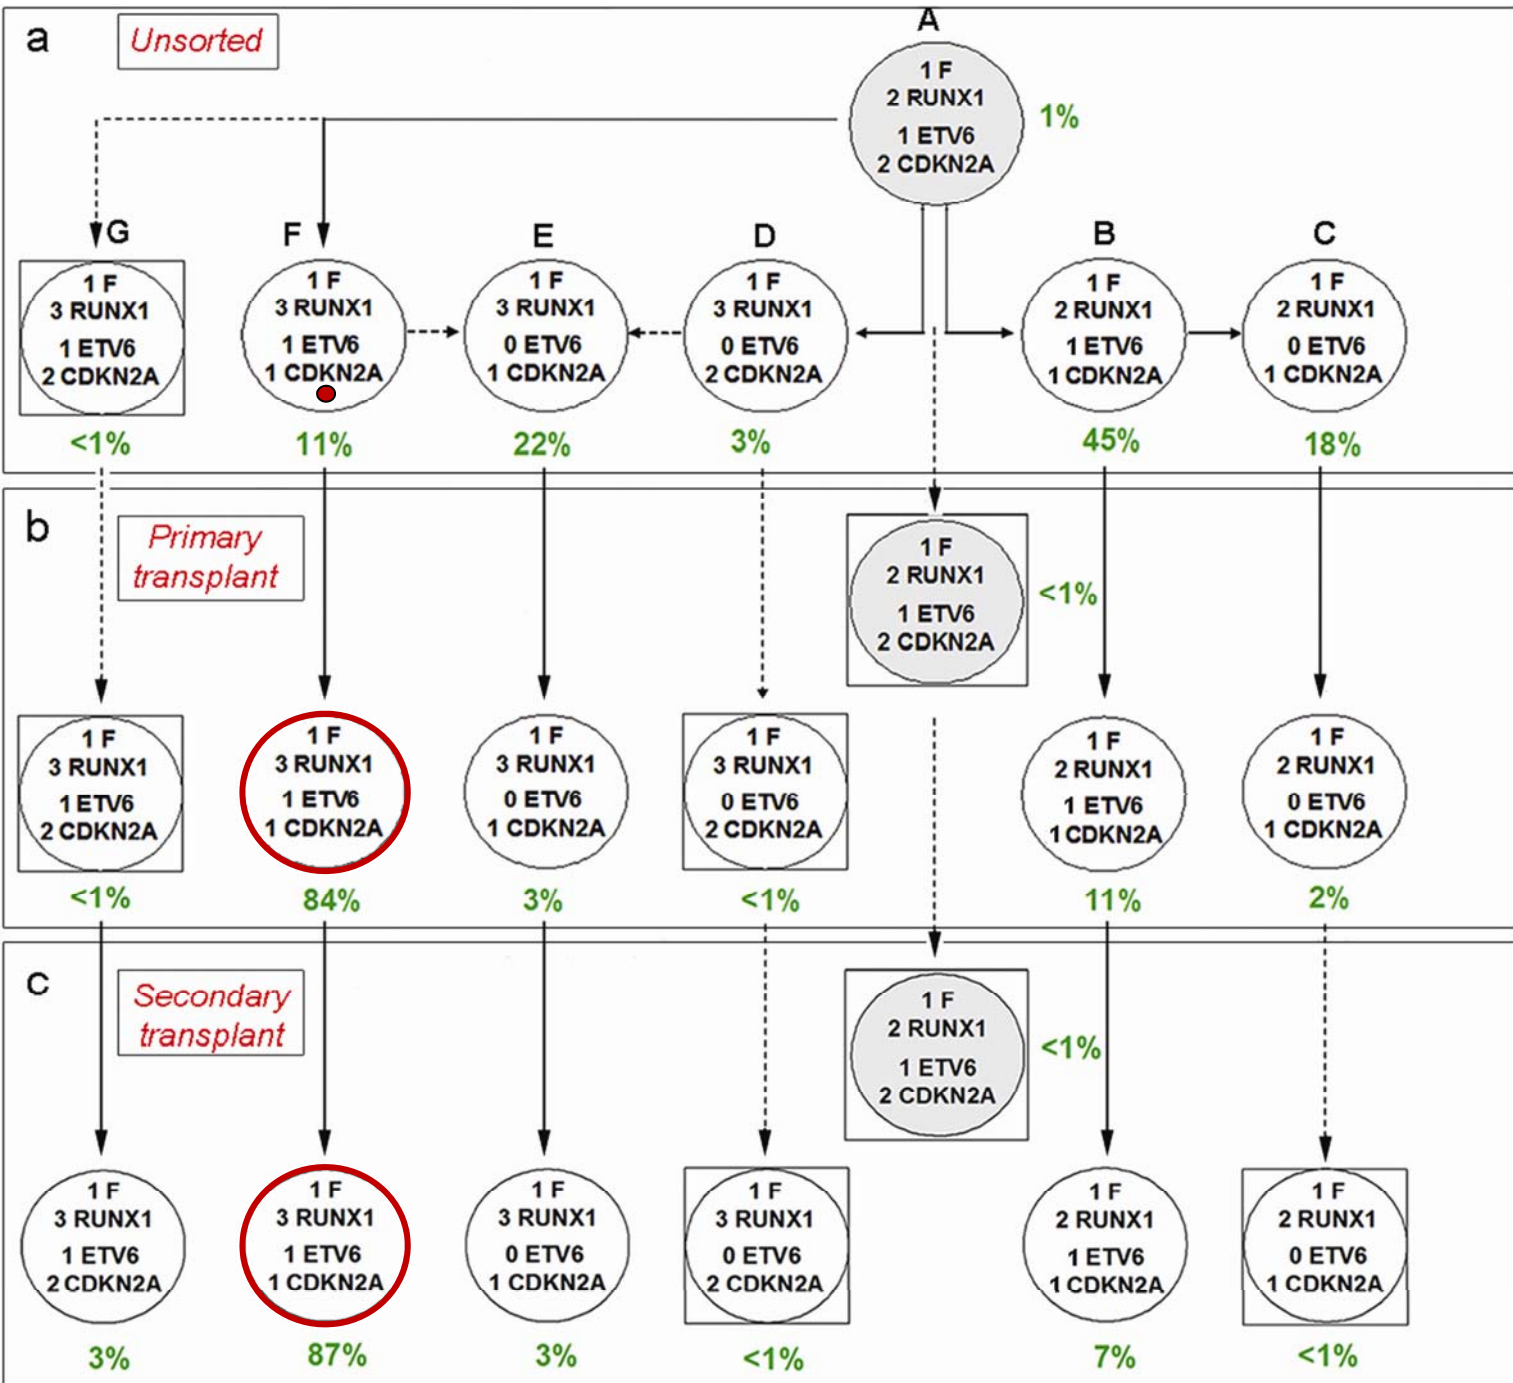 a
Unsorted
A
1 F
2 RUNX1
1 ETV6
2 CDKN2A
1%
G
1 F
3 RUNX1
1 ETV6
2 CDKN2A
<1%
F
1 F
3 RUNX1
1 ETV6
1 CDKN2A
11%
E
1 F
3 RUNX1
0 ETV6
1 CDKN2A
22%
D
1 F
3 RUNX1
0 ETV6
2 CDKN2A
3%
B
1 F
2 RUNX1
1 ETV6
1 CDKN2A
45%
C
1 F
2 RUNX1
0 ETV6
1 CDKN2A
18%
b
Primary
transplant
1 F
2 RUNX1
1 ETV6
2 CDKN2A
<1%
1 F
3 RUNX1
1 ETV6
2 CDKN2A
<1%
1 F
3 RUNX1
1 ETV6
1 CDKN2A
84%
1 F
3 RUNX1
0 ETV6
1 CDKN2A
3%
1 F
3 RUNX1
0 ETV6
2 CDKN2A
<1%
1 F
2 RUNX1
1 ETV6
1 CDKN2A
11%
1 F
2 RUNX1
0 ETV6
1 CDKN2A
2%
c
Secondary
transplant
1 F
2 RUNX1
1 ETV6
2 CDKN2A
<1%
1 F
3 RUNX1
1 ETV6
2 CDKN2A
3%
1 F
3 RUNX1
1 ETV6
1 CDKN2A
87%
1 F
3 RUNX1
0 ETV6
1 CDKN2A
3%
1 F
3 RUNX1
0 ETV6
2 CDKN2A
<1%
1 F
2 RUNX1
1 ETV6
1 CDKN2A
7%
1 F
2 RUNX1
0 ETV6
1 CDKN2A
<1%